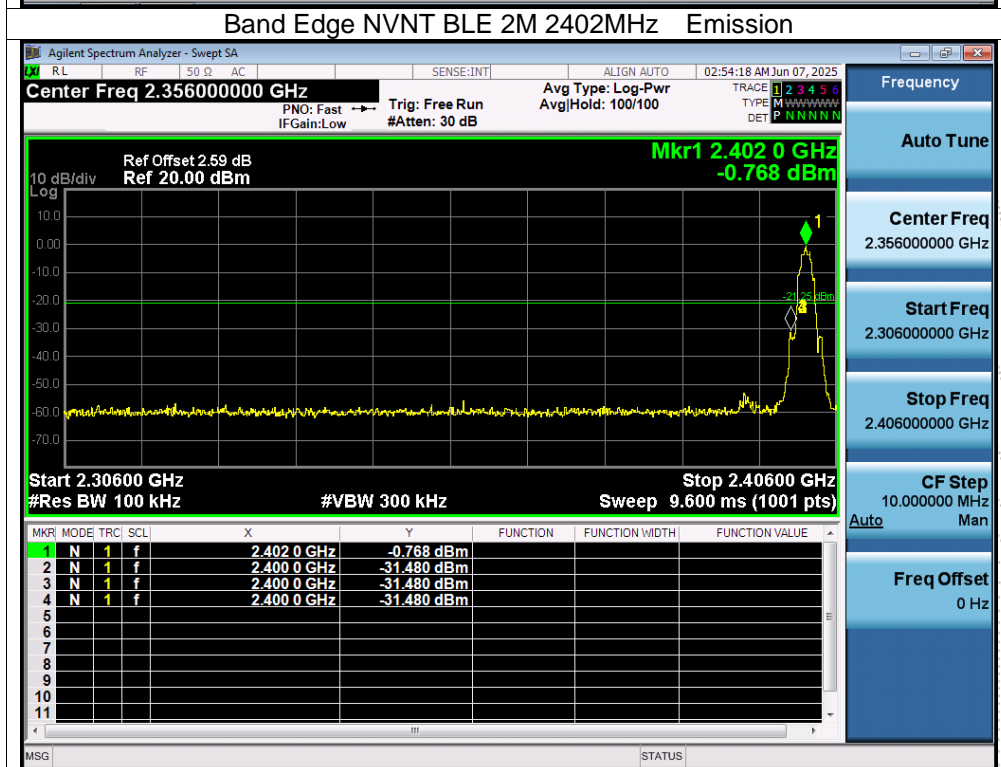 Band Edge NVNT BLE 2M 2402MHz Emission
Agilent Spectrum Analyzer - Swept SA
LXI RL RF 50 Ω AC SENSE:INT ALIGN AUTO 02:54:18 AM Jun 07, 2025
Center Freq 2.356000000 GHz
PNO: Fast
IFGain:Low
Trig: Free Run
#Atten: 30 dB
Avg Type: Log-Pwr
Avg|Hold: 100/100
TRACE 1 2 3 4 5 6
TYPE M WWWWW
DET P N N N N N
Frequency
Auto Tune
Center Freq
2.356000000 GHz
Start Freq
2.306000000 GHz
Stop Freq
2.406000000 GHz
CF Step
10.000000 MHz
Auto Man
Freq Offset
0 Hz
Mkr1 2.402 0 GHz
-0.768 dBm
Ref Offset 2.59 dB
10 dB/div Ref 20.00 dBm
Log
10.0
0.00
-10.0
-20.0
-30.0
-40.0
-50.0
-60.0
-70.0
1
-21.25 dBm
Start 2.30600 GHz Stop 2.40600 GHz
#Res BW 100 kHz #VBW 300 kHz Sweep 9.600 ms (1001 pts)
MKR MODE TRC SCL X Y FUNCTION FUNCTION WIDTH FUNCTION VALUE
1 N 1 f 2.402 0 GHz -0.768 dBm
2 N 1 f 2.400 0 GHz -31.480 dBm
3 N 1 f 2.400 0 GHz -31.480 dBm
4 N 1 f 2.400 0 GHz -31.480 dBm
5
6
7
8
9
10
11
MSG STATUS